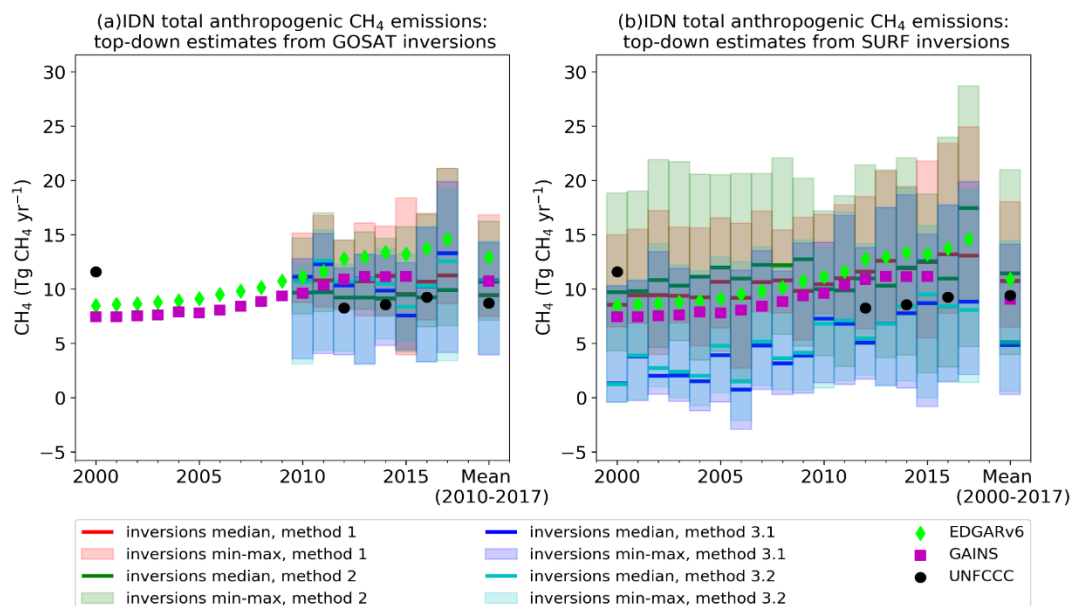 (a)IDN total anthropogenic CH₄ emissions:
top-down estimates from GOSAT inversions
CH₄ (Tg CH₄ yr⁻¹)
30
25
20
15
10
5
0
−5
2000
2005
2010
2015
Mean
(2010-2017)
(b)IDN total anthropogenic CH₄ emissions:
top-down estimates from SURF inversions
CH₄ (Tg CH₄ yr⁻¹)
30
25
20
15
10
5
0
−5
2000
2005
2010
2015
Mean
(2000-2017)
inversions median, method 1
inversions min-max, method 1
inversions median, method 2
inversions min-max, method 2
inversions median, method 3.1
inversions min-max, method 3.1
inversions median, method 3.2
inversions min-max, method 3.2
EDGARv6
GAINS
UNFCCC